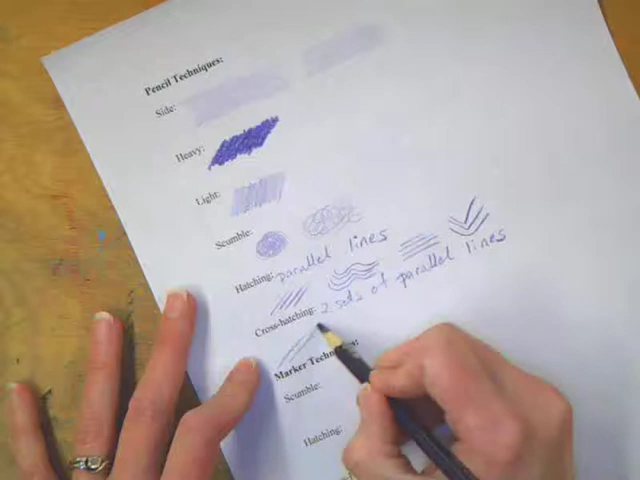 Pencil Techniques:
Side:
Heavy:
Light:
Scumble:
Hatching: parallel lines
Cross-hatching: 2 sets of parallel lines
Marker Techn
Scumble:
Hatching: